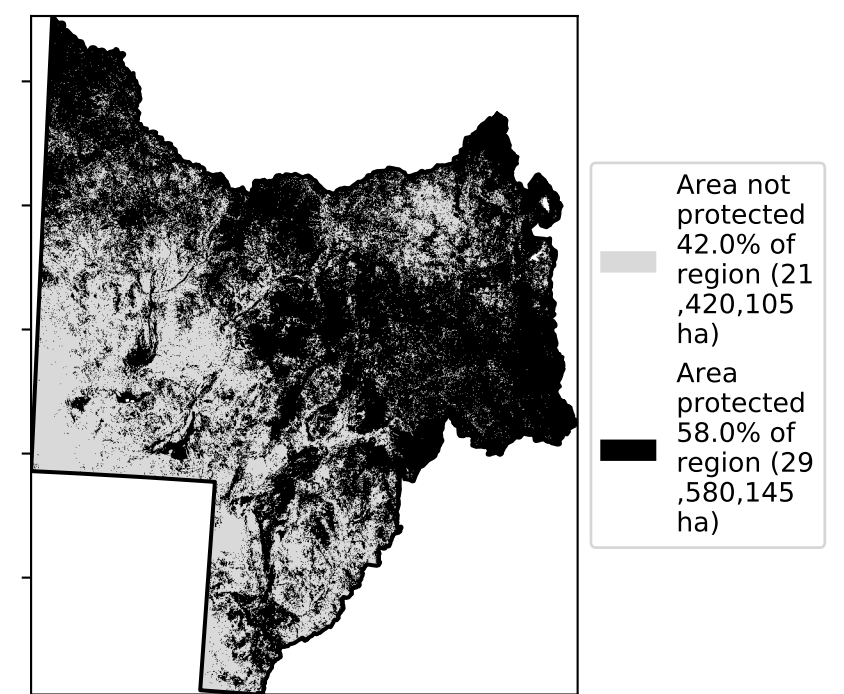 Area not
protected
42.0% of
region (21
,420,105
ha)
Area
protected
58.0% of
region (29
,580,145
ha)